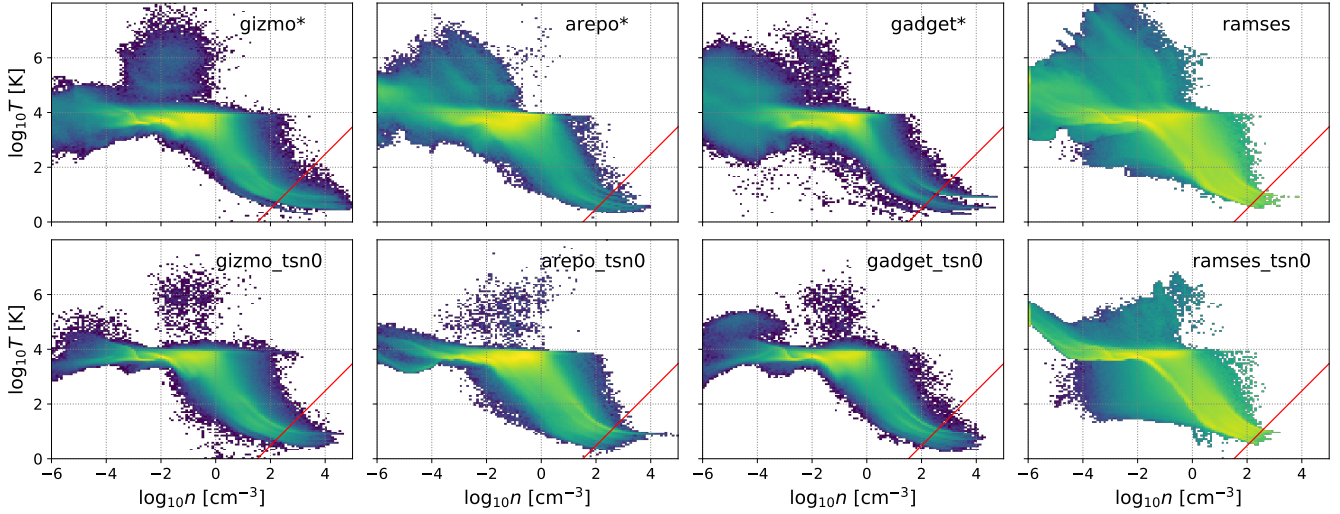 gizmo* arepo* gadget* ramses
log₁₀T [K]
6
4
2
0
gizmo_tsn0 arepo_tsn0 gadget_tsn0 ramses_tsn0
log₁₀T [K]
6
4
2
0
−6 −4 −2 0 2 4 −6 −4 −2 0 2 4 −6 −4 −2 0 2 4 −6 −4 −2 0 2 4
log₁₀n [cm⁻³] log₁₀n [cm⁻³] log₁₀n [cm⁻³] log₁₀n [cm⁻³]